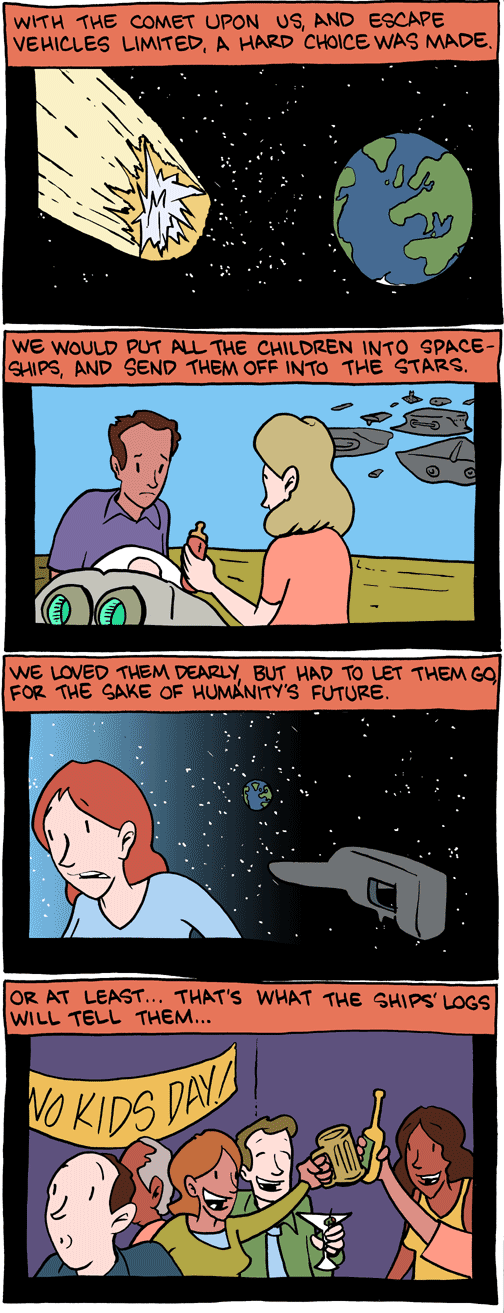 WITH THE COMET UPON US, AND ESCAPE
VEHICLES LIMITED, A HARD CHOICE WAS MADE.
WE WOULD PUT ALL THE CHILDREN INTO SPACE-
SHIPS, AND SEND THEM OFF INTO THE STARS.
WE LOVED THEM DEARLY, BUT HAD TO LET THEM GO,
FOR THE SAKE OF HUMANITY'S FUTURE.
OR AT LEAST... THAT'S WHAT THE SHIPS' LOGS
WILL TELL THEM...
NO KIDS DAY!